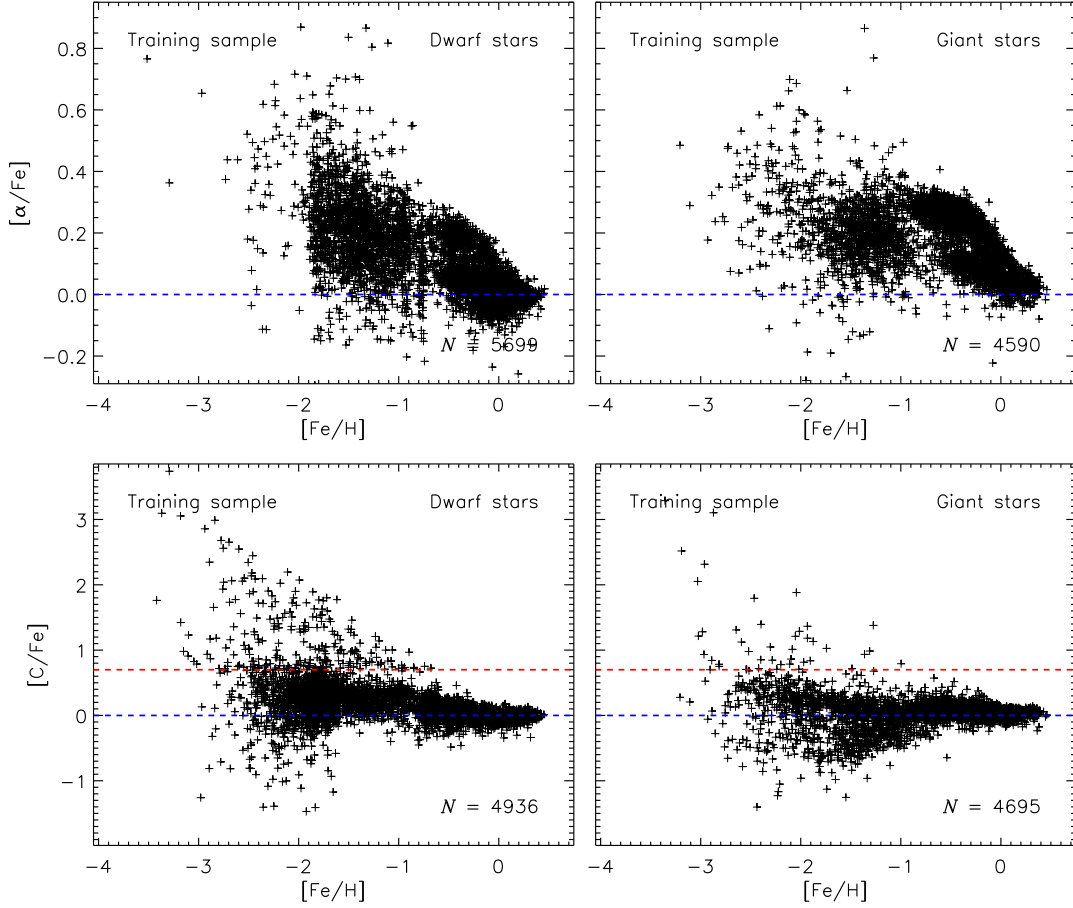 Training sample Dwarf stars
0.8
0.6
0.4
0.2
0.0
−0.2
[α/Fe]
N = 5699
−4 −3 −2 −1 0
[Fe/H]
Training sample Giant stars
N = 4590
−4 −3 −2 −1 0
[Fe/H]
Training sample Dwarf stars
3
2
1
0
−1
[C/Fe]
N = 4936
−4 −3 −2 −1 0
[Fe/H]
Training sample Giant stars
N = 4695
−4 −3 −2 −1 0
[Fe/H]